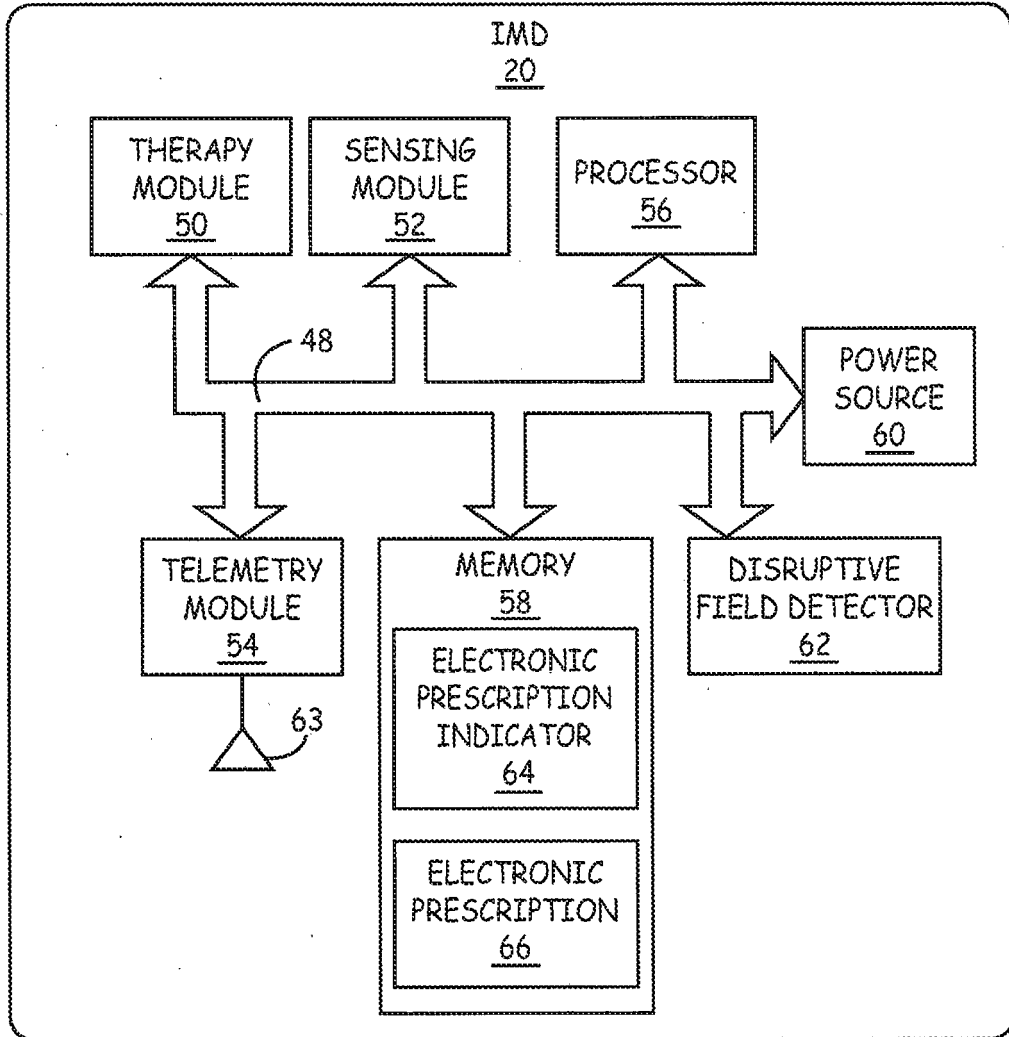 IMD
20
THERAPY
MODULE
50
SENSING
MODULE
52
PROCESSOR
56
48
POWER
SOURCE
60
TELEMETRY
MODULE
54
63
MEMORY
58
ELECTRONIC
PRESCRIPTION
INDICATOR
64
ELECTRONIC
PRESCRIPTION
66
DISRUPTIVE
FIELD DETECTOR
62